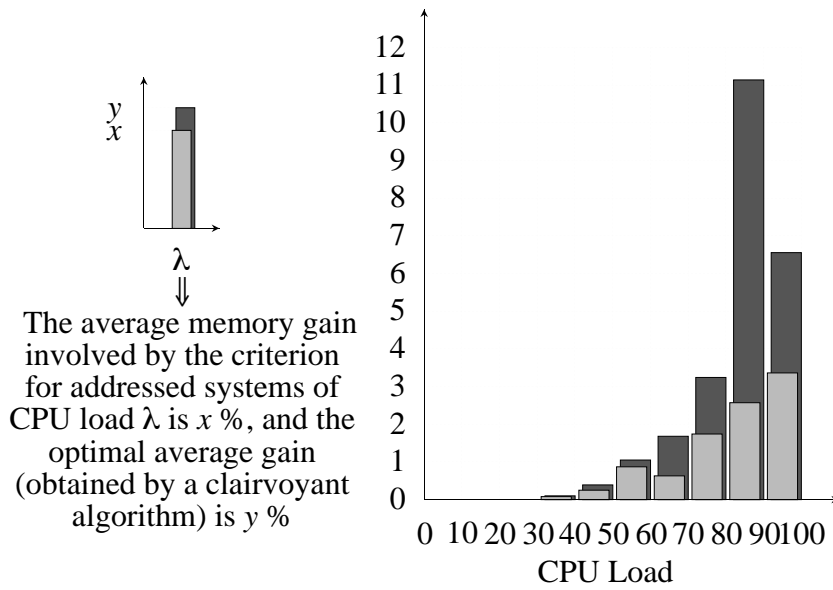 y
x
λ
⇓
The average memory gain
involved by the criterion
for addressed systems of
CPU load λ is x %, and the
optimal average gain
(obtained by a clairvoyant
algorithm) is y %
12
11
10
9
8
7
6
5
4
3
2
1
0
0 10 20 30 40 50 60 70 80 90 100
CPU Load